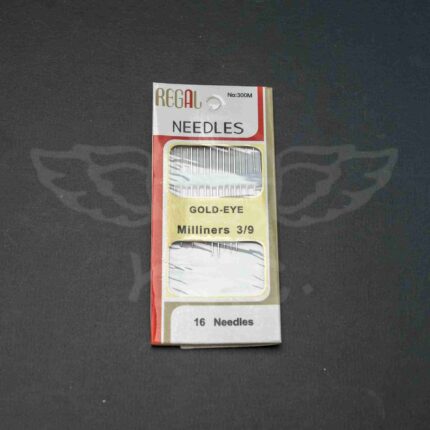 REGAL
No:300M
NEEDLES
GOLD-EYE
Milliners 3/9
16 Needles